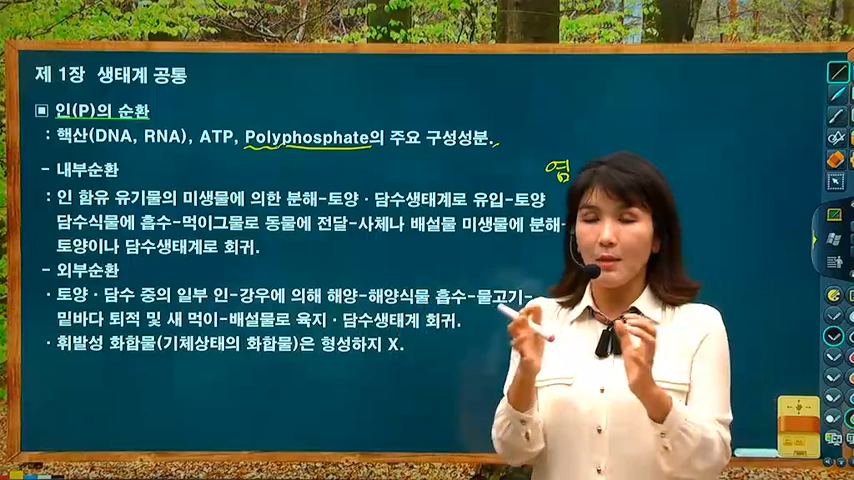 제 1장 생태계 공통
▣ 인(P)의 순환
: 핵산(DNA, RNA), ATP, Polyphosphate의 주요 구성성분.
염
- 내부순환
: 인 함유 유기물의 미생물에 의한 분해-토양 · 담수생태계로 유입-토양
담수식물에 흡수-먹이그물로 동물에 전달-사체나 배설물 미생물에 분해-
토양이나 담수생태계로 회귀.
- 외부순환
· 토양 · 담수 중의 일부 인-강우에 의해 해양-해양식물 흡수-물고기-
밑바다 퇴적 및 새 먹이-배설물로 육지 · 담수생태계 회귀.
· 휘발성 화합물(기체상태의 화합물)은 형성하지 X.